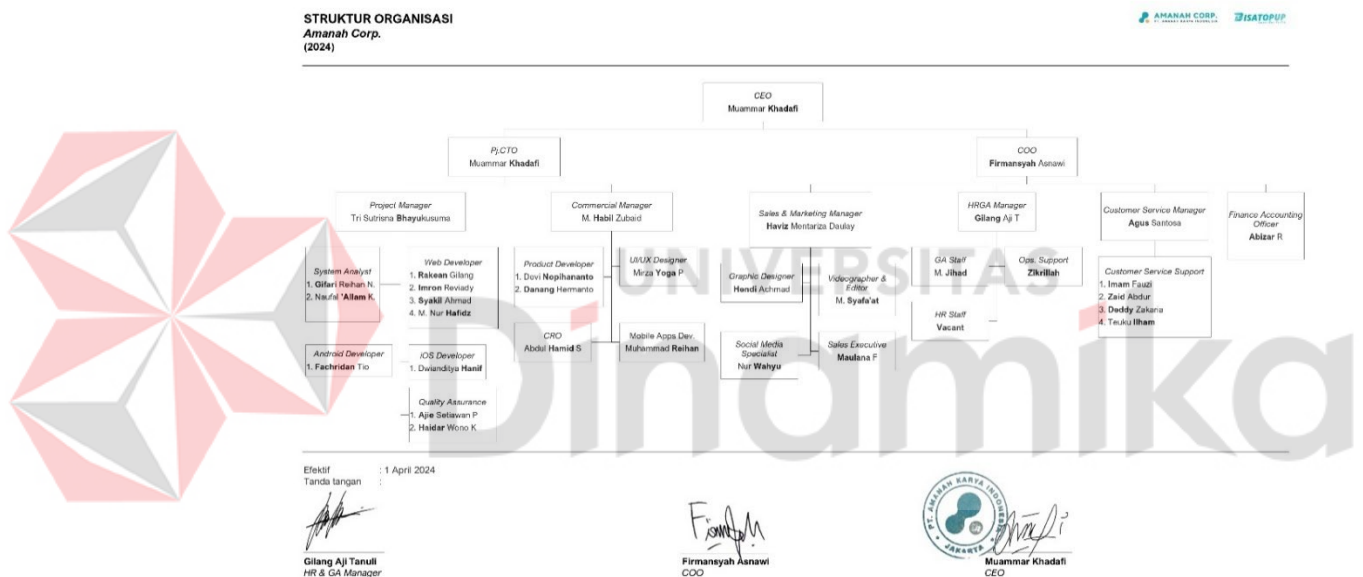 STRUKTUR ORGANISASI
Amanah Corp.
(2024)
AMANAH CORP.
BISATOPUP
CEO
Muammar Khadafi
Pj.CTO
Muammar Khadafi
COO
Firmansyah Asnawi
Project Manager
Tri Sutrisna Bhayukusuma
Commercial Manager
M. Habil Zubaid
Sales & Marketing Manager
Haviz Mentariza Daulay
HRGA Manager
Gilang Aji T
Customer Service Manager
Agus Santosa
Finance Accounting
Officer
Abizar R
System Analyst
1. Gifari Reihan N.
2. Naufal 'Allam K.
Web Developer
1. Rakean Gilang
2. Imron Reviady
3. Syakil Ahmad
4. M. Nur Hafidz
Product Developer
1. Dovi Nopihananto
2. Danang Hermanto
UI/UX Designer
Mirza Yoga P
Graphic Designer
Hendi Achmad
Videographer &
Editor
M. Syafa'at
GA Staff
M. Jihad
Ops. Support
Zikrillah
Customer Service Support
1. Imam Fauzi
2. Zaid Abdur
3. Deddy Zakaria
4. Teuku Ilham
HR Staff
Vacant
CRO
Abdul Hamid S
Mobile Apps Dev.
Muhammad Reihan
Social Media
Specialist
Nur Wahyu
Sales Executive
Maulana F
Android Developer
1. Fachridan Tio
iOS Developer
1. Dwianditya Hanif
Quality Assurance
1. Ajie Setiawan P
2. Haidar Wono K
UNIVERSITAS
Dinamika
Efektif : 1 April 2024
Tanda tangan :
PT. AMANAH KARYA INDONESIA
JAKARTA
Gilang Aji Tanuli
HR & GA Manager
Firmansyah Asnawi
COO
Muammar Khadafi
CEO